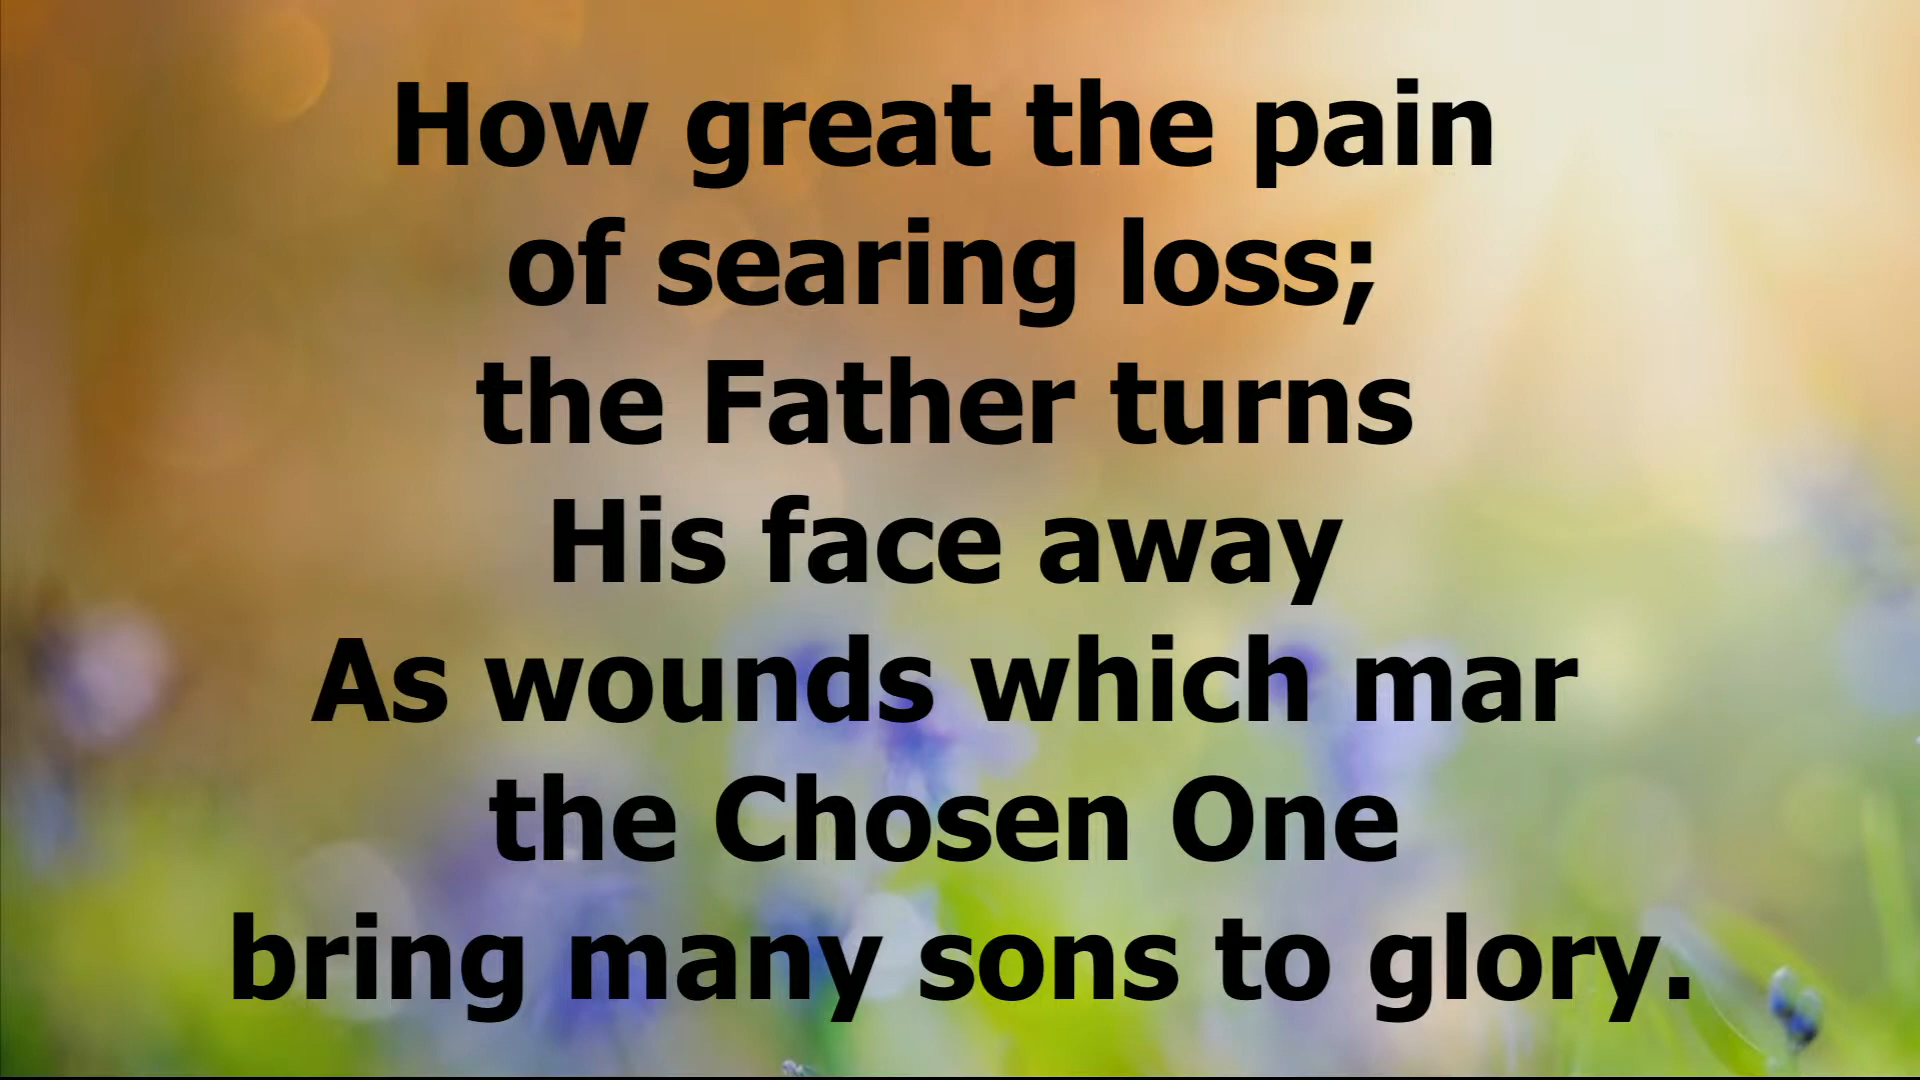 How great the pain
of searing loss;
the Father turns
His face away
As wounds which mar
the Chosen One
bring many sons to glory.